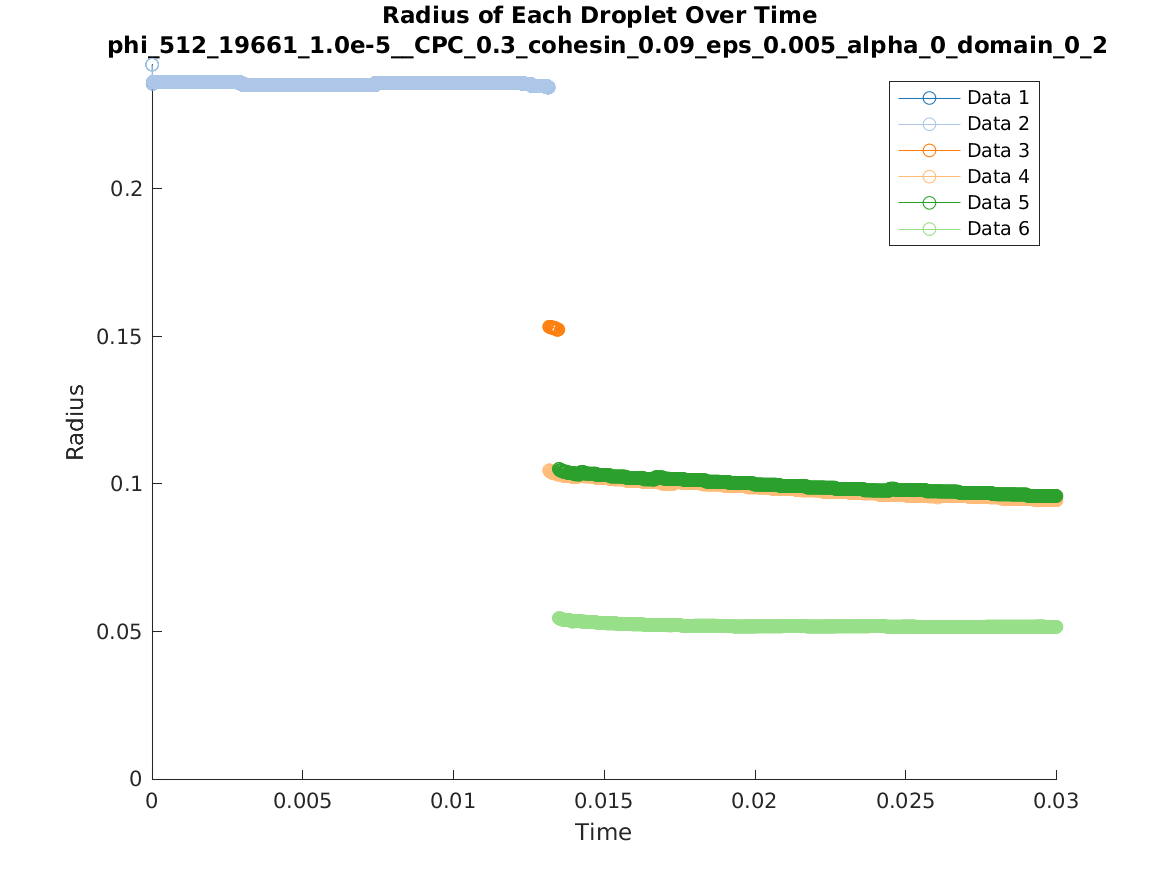 Radius of Each Droplet Over Time
phi_512_19661_1.0e-5__CPC_0.3_cohesin_0.09_eps_0.005_alpha_0_domain_0_2
Data 1
Data 2
Data 3
Data 4
Data 5
Data 6
0.2
0.15
0.1
0.05
0
Radius
0
0.005
0.01
0.015
0.02
0.025
0.03
Time